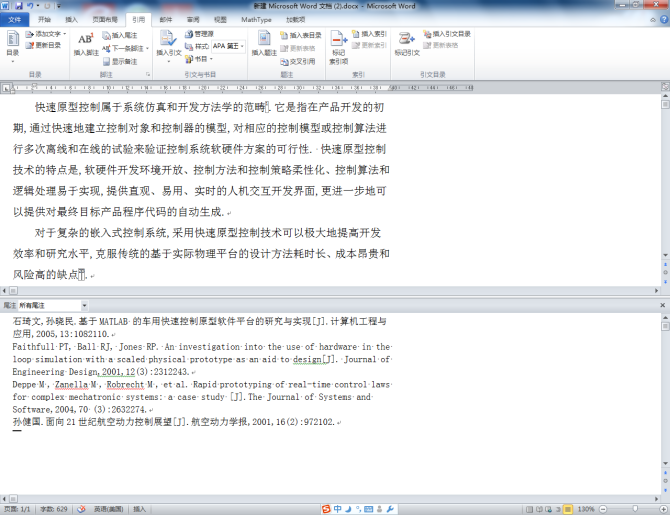 新建 Microsoft Word 文档 (2).docx - Microsoft Word
文件 开始 插入 页面布局 引用 邮件 审阅 视图 MathType 加载项
目录
添加文字
更新目录
目录
AB¹
插入脚注
插入尾注
下一条脚注
显示备注
脚注
插入引文
管理源
样式: APA 第五
书目
引文与书目
插入题注
插入表目录
更新表格
交叉引用
题注
标记
索引项
插入索引
更新索引
索引
标记引文
插入引文目录
更新表格
引文目录
快速原型控制属于系统仿真和开发方法学的范畴. 它是指在产品开发的初
期, 通过快速地建立控制对象和控制器的模型, 对相应的控制模型或控制算法进
行多次离线和在线的试验来验证控制系统软硬件方案的可行性. 快速原型控制
技术的特点是, 软硬件开发环境开放、控制方法和控制策略柔性化、控制算法和
逻辑处理易于实现, 提供直观、易用、实时的人机交互开发界面, 更进一步地可
以提供对最终目标产品程序代码的自动生成.
对于复杂的嵌入式控制系统, 采用快速原型控制技术可以极大地提高开发
效率和研究水平, 克服传统的基于实际物理平台的设计方法耗时长、成本昂贵和
风险高的缺点.
尾注 所有尾注
石琦文, 孙晓民. 基于 MATLAB 的车用快速控制原型软件平台的研究与实现[J]. 计算机工程与
应用, 2005, 13:1082110.
Faithfull PT, Ball RJ, Jones RP. An investigation into the use of hardware in the
loop simulation with a scaled physical prototype as an aid to design[J]. Journal of
Engineering Design, 2001, 12(3):2312243.
Deppe M, Zanella M, Robrecht M, et al. Rapid prototyping of real-time control laws
for complex mechatronic systems: a case study [J]. The Journal of Systems and
Software, 2004, 70 (3):2632274.
孙健国. 面向 21 世纪航空动力控制展望[J]. 航空动力学报, 2001, 16(2):972102.
页面: 1/1 字数: 629 英语(美国) 插入 中 130%